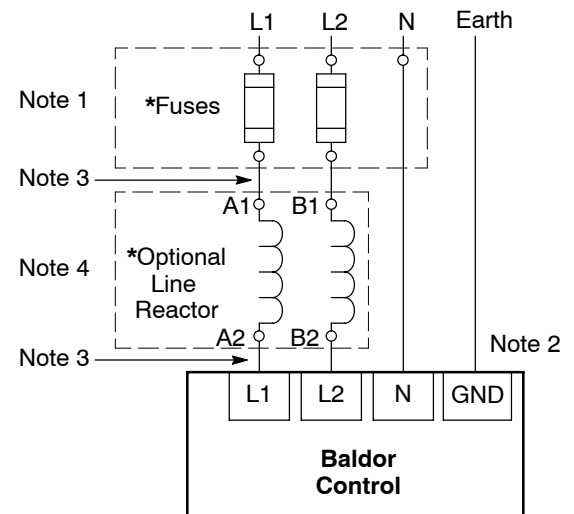 L1 L2 N Earth
Note 1
*Fuses
Note 3
A1 B1
Note 4
*Optional
Line
Reactor
A2 B2
Note 2
Note 3
L1 L2 N GND
Baldor
Control